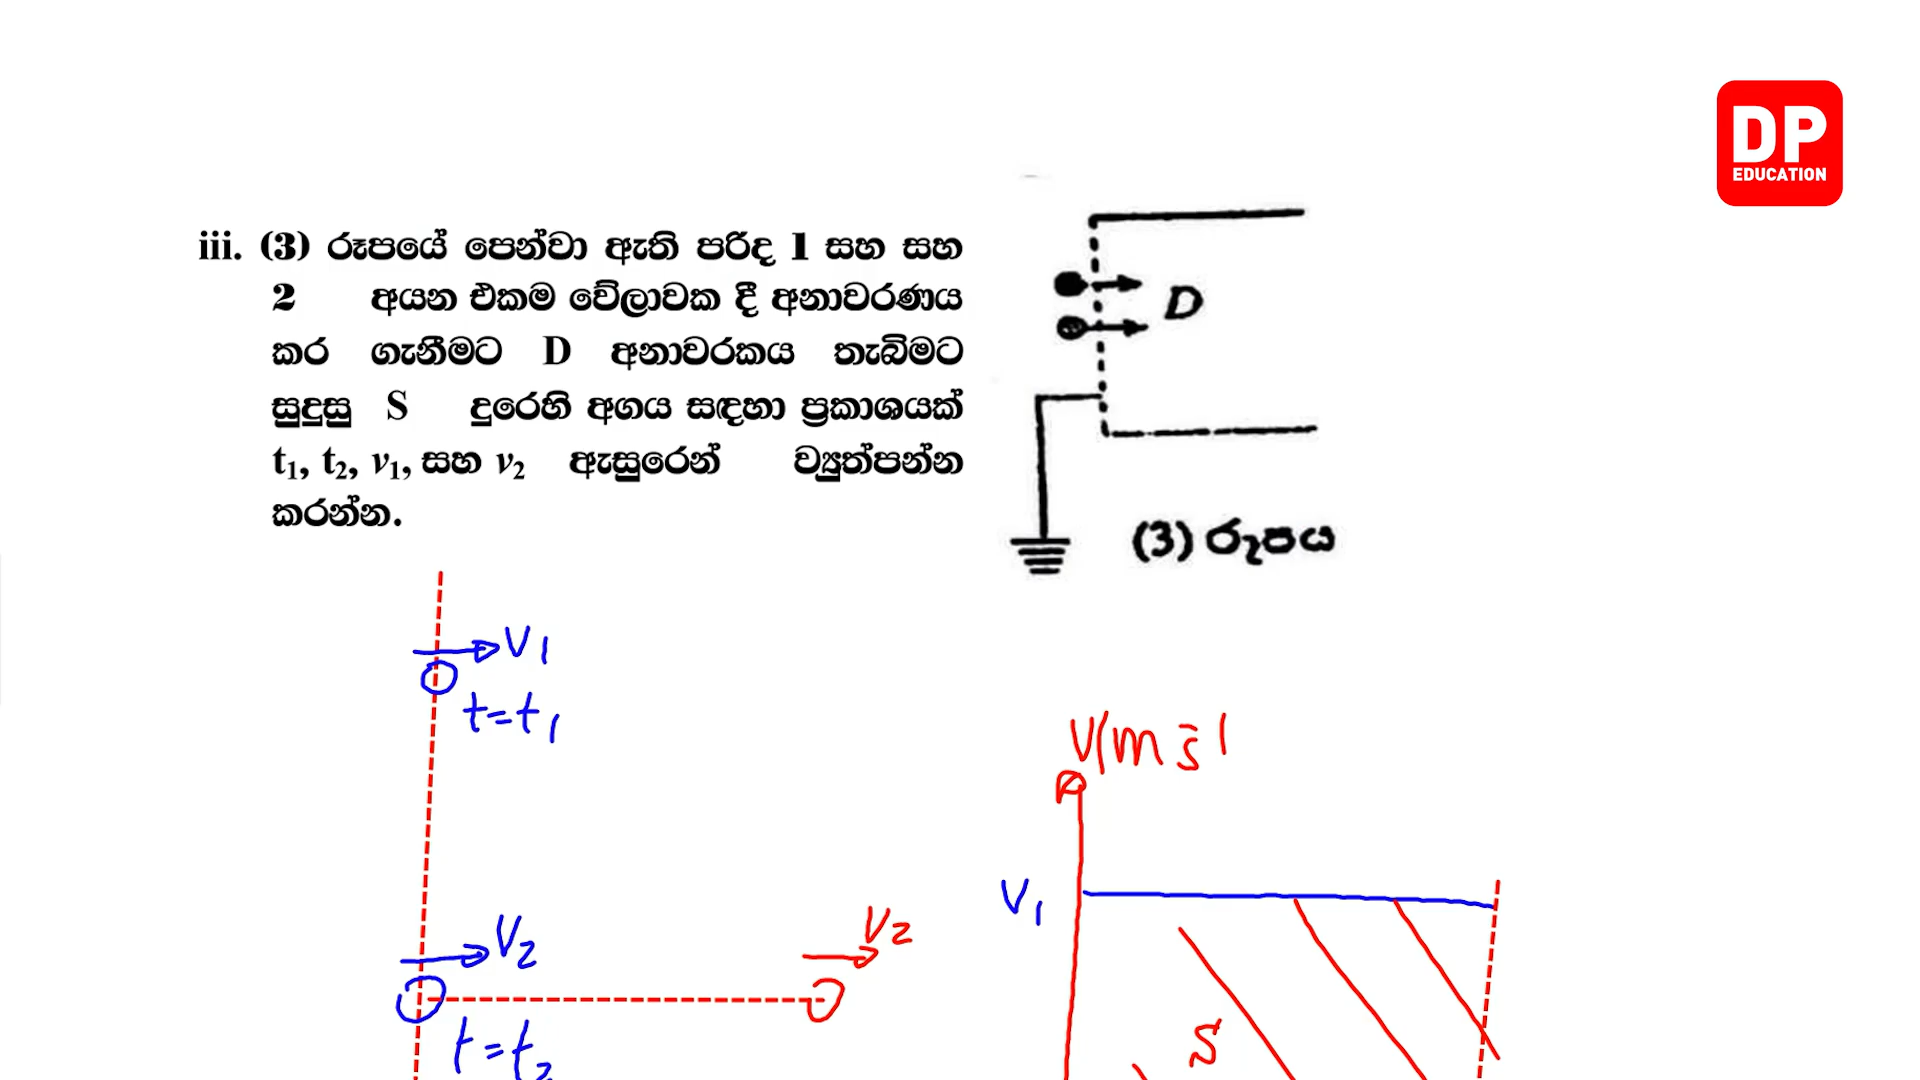 DP
EDUCATION
iii. (3) රූපයේ පෙන්වා ඇති පරිදි 1 සහ සහ
2 අයන එකම වේලාවක දී අනාවරණය
කර ගැනීමට D අනාවරකය තැබීමට
සුදුසු S දුරෙහි අගය සඳහා ප්‍රකාශයක්
t₁, t₂, v₁, සහ v₂ ඇසුරෙන් ව්‍යුත්පන්න
කරන්න.
D
(3) රූපය
V1
t=t1
V(ms-1
V1
V2
V2
S
t=t2